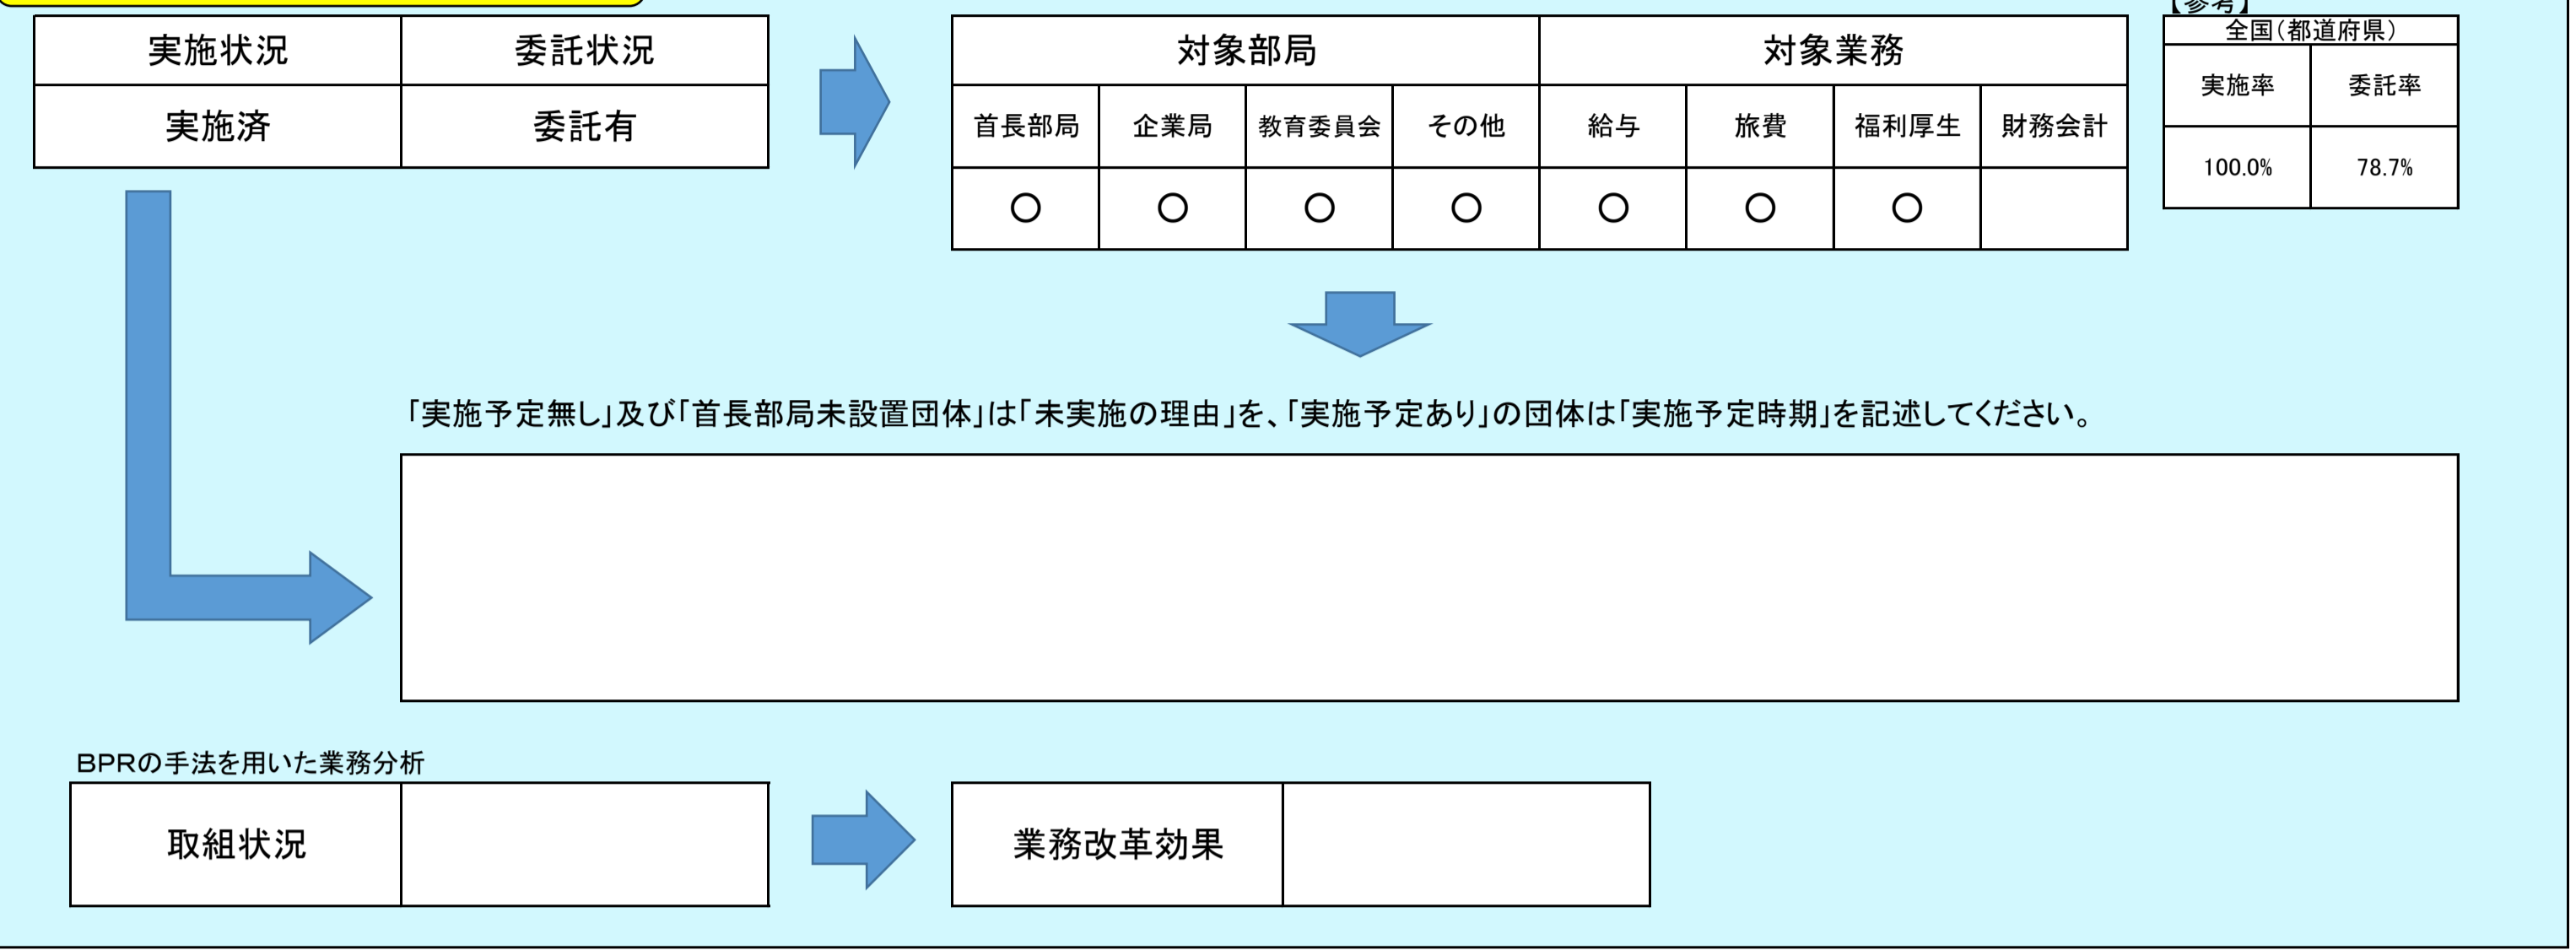 【参考】
実施状況 委託状況
実施済 委託有
対象部局 対象業務
首長部局 企業局 教育委員会 その他 給与 旅費 福利厚生 財務会計
○ ○ ○ ○ ○ ○ ○
全国(都道府県)
実施率 委託率
100.0% 78.7%
「実施予定無し」及び「首長部局未設置団体」は「未実施の理由」を、「実施予定あり」の団体は「実施予定時期」を記述してください。
BPRの手法を用いた業務分析
取組状況
業務改革効果